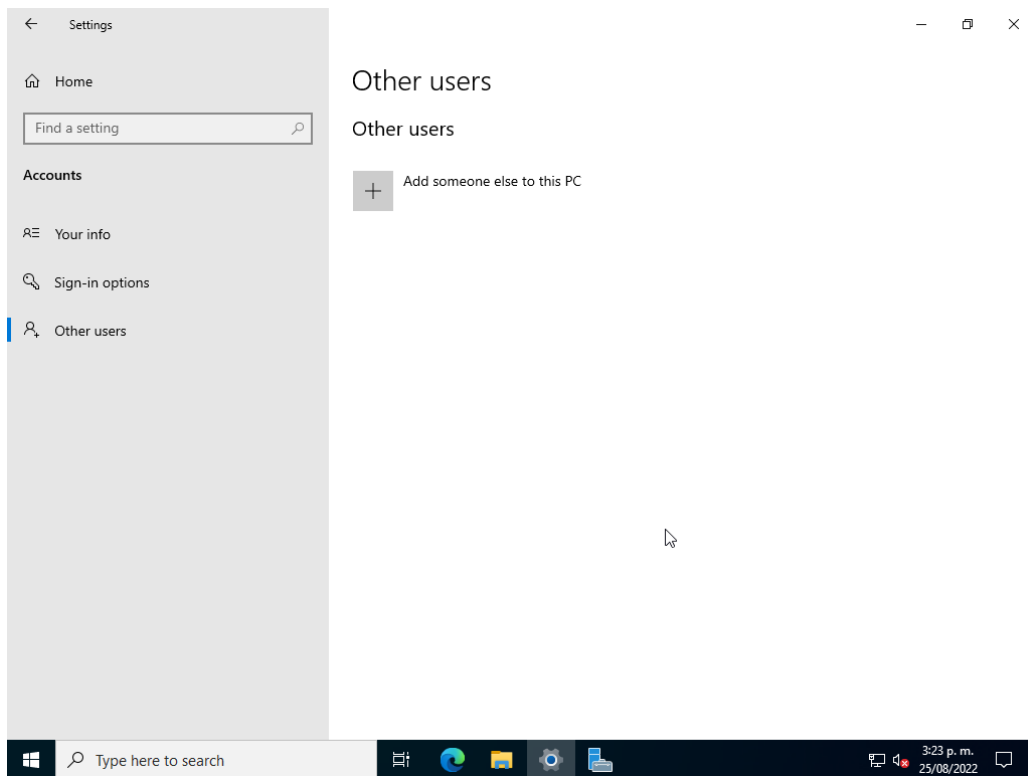 Settings
Home
Find a setting
Accounts
Your info
Sign-in options
Other users
Other users
Other users
Add someone else to this PC
Type here to search
3:23 p. m.
25/08/2022